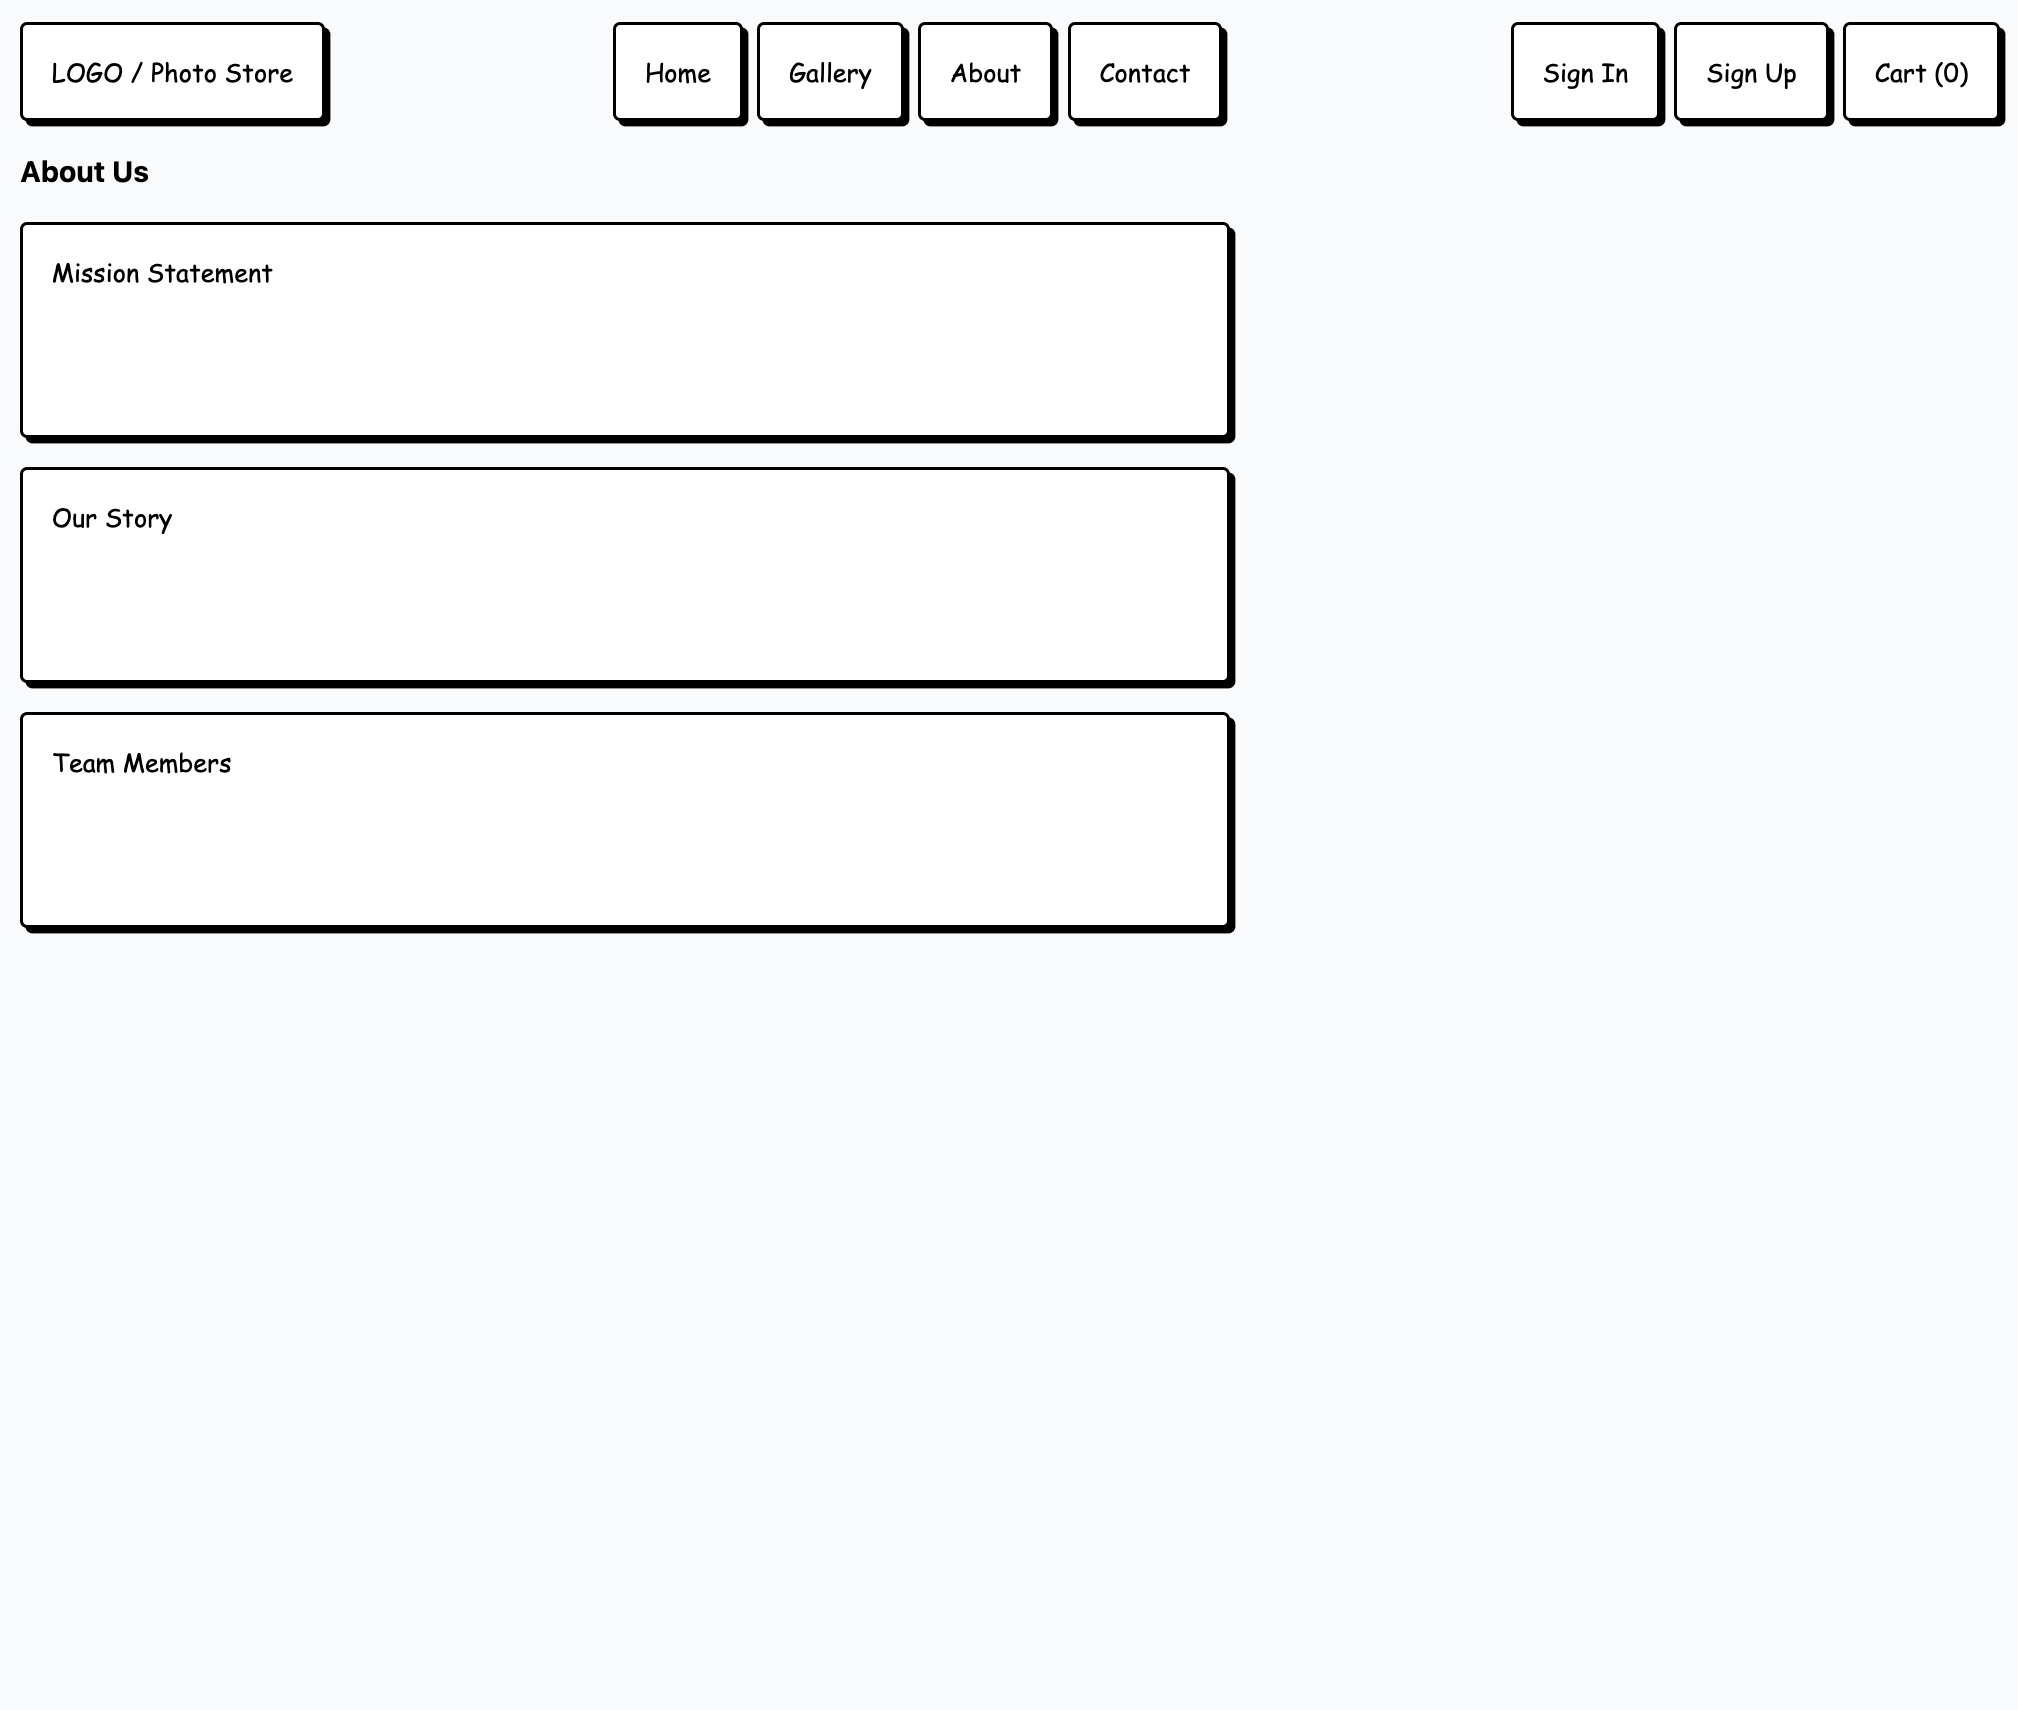 LOGO / Photo Store
Home
Gallery
About
Contact
Sign In
Sign Up
Cart (0)
About Us
Mission Statement
Our Story
Team Members